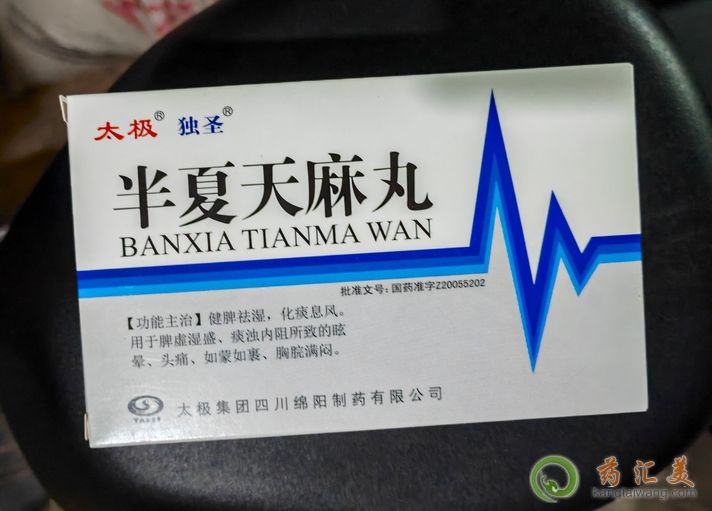 太极® 独圣®
半夏天麻丸
BANXIA TIANMA WAN
批准文号：国药准字Z20055202
【功能主治】健脾祛湿，化痰息风。
用于脾虚湿盛、痰浊内阻所致的眩
晕、头痛、如蒙如裹、胸脘满闷。
太极集团四川绵阳制药有限公司
药汇美
kanglaiwang.com